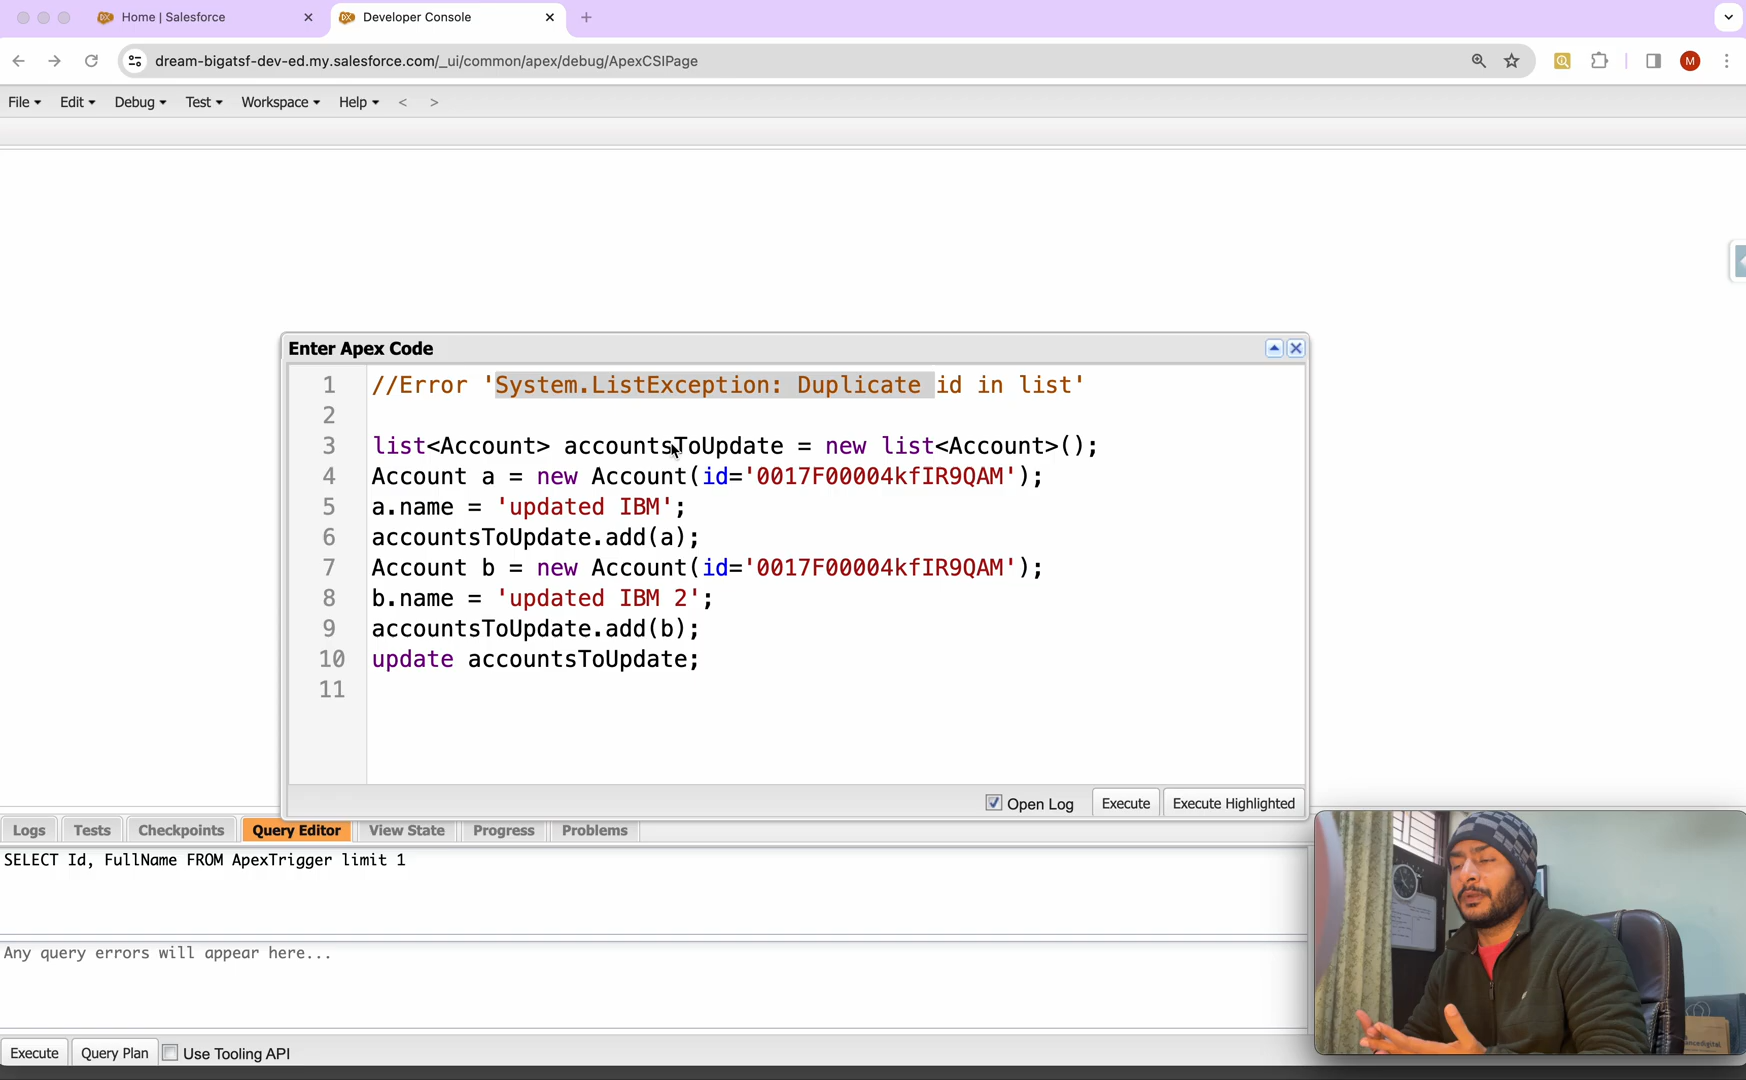 Home | Salesforce
Developer Console
dream-bigatsf-dev-ed.my.salesforce.com/_ui/common/apex/debug/ApexCSIPage
M
File Edit Debug Test Workspace Help < >
Enter Apex Code
1 //Error 'System.ListException: Duplicate id in list'
2
3 list<Account> accountsToUpdate = new list<Account>();
4 Account a = new Account(id='0017F00004kfIR9QAM');
5 a.name = 'updated IBM';
6 accountsToUpdate.add(a);
7 Account b = new Account(id='0017F00004kfIR9QAM');
8 b.name = 'updated IBM 2';
9 accountsToUpdate.add(b);
10 update accountsToUpdate;
11
Open Log Execute Execute Highlighted
Logs Tests Checkpoints Query Editor View State Progress Problems
SELECT Id, FullName FROM ApexTrigger limit 1
Any query errors will appear here...
Execute Query Plan Use Tooling API